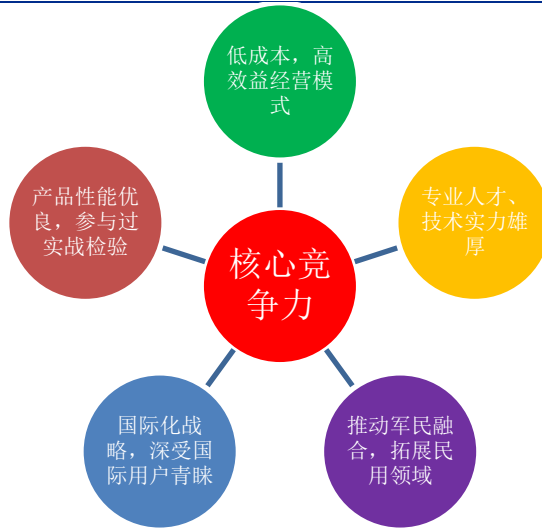 低成本，高
效益经营模
式
产品性能优
良，参与过
实战检验
专业人才、
技术实力雄
厚
核心竞
争力
国际化战
略，深受国
际用户青睐
推动军民融
合，拓展民
用领域